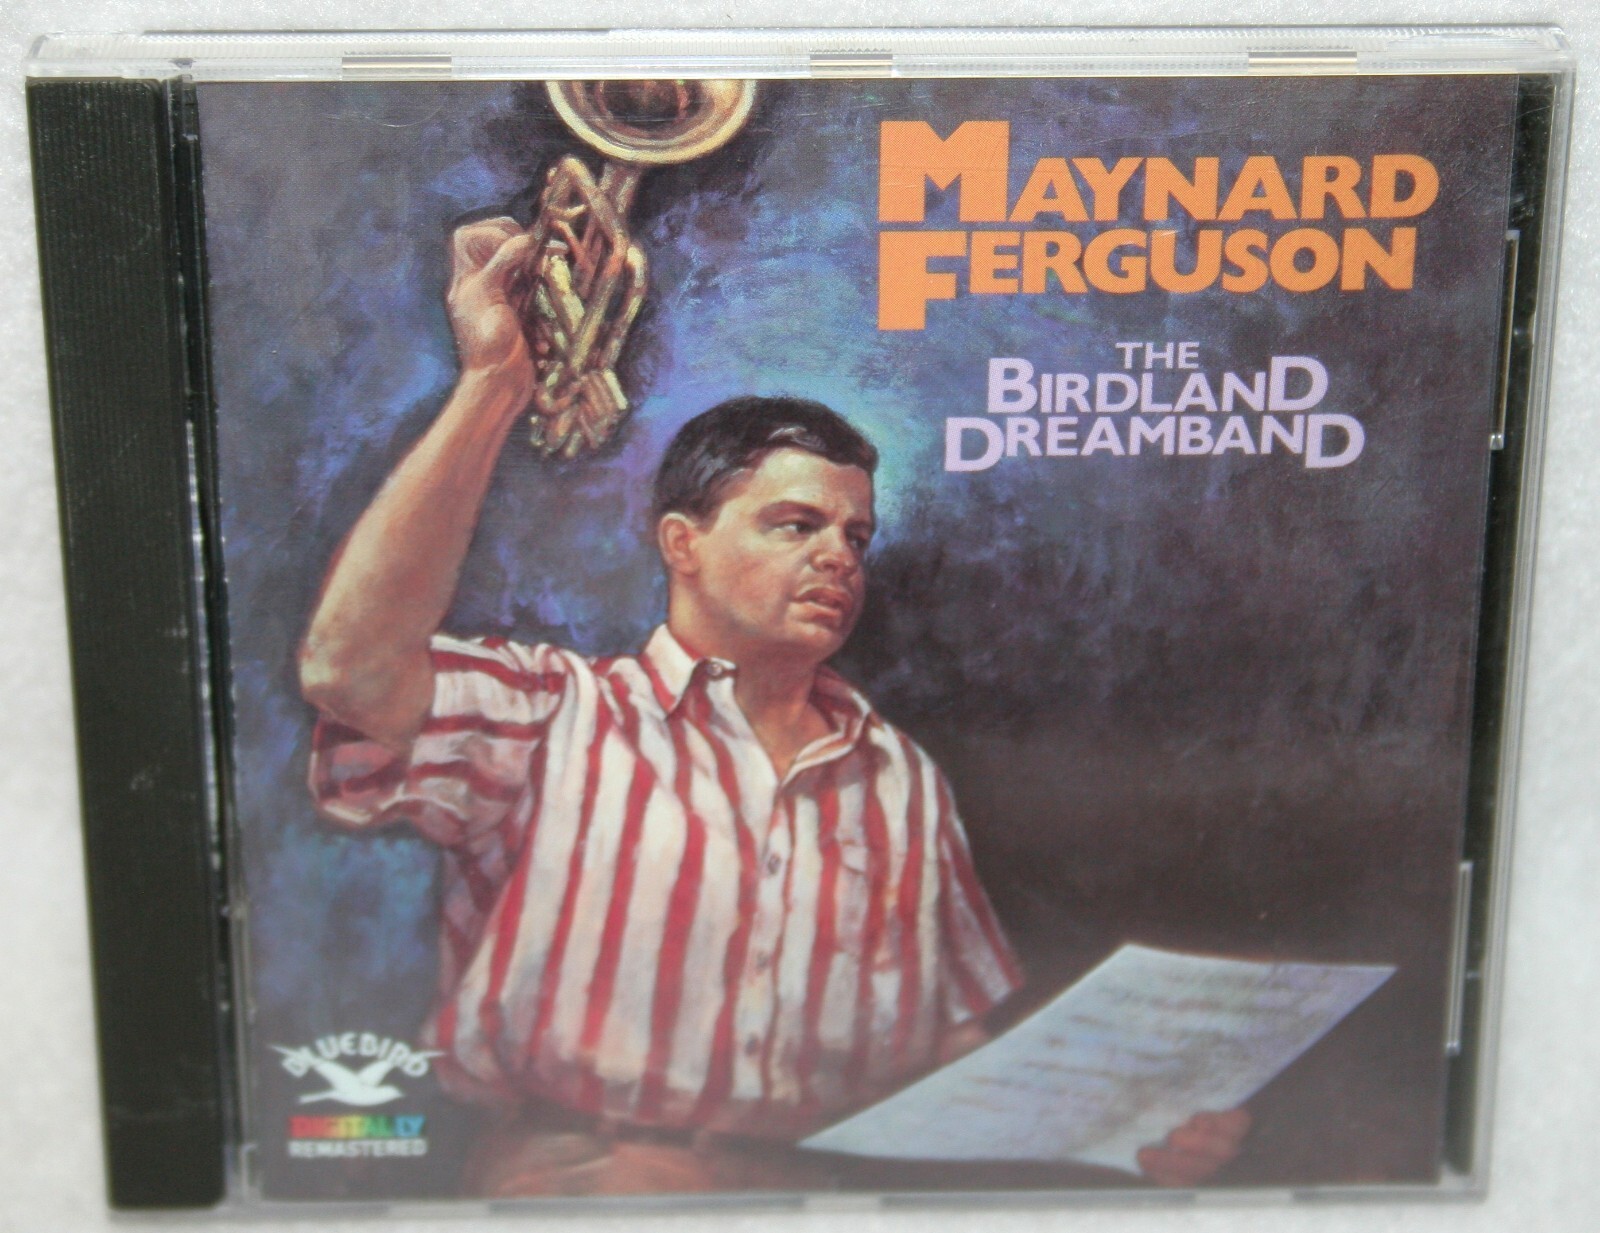 MAYNARD
FERGUSON
THE
BIRDLAND
DREAMBAND
BLUEBIRD
DIGITALLY
REMASTERED